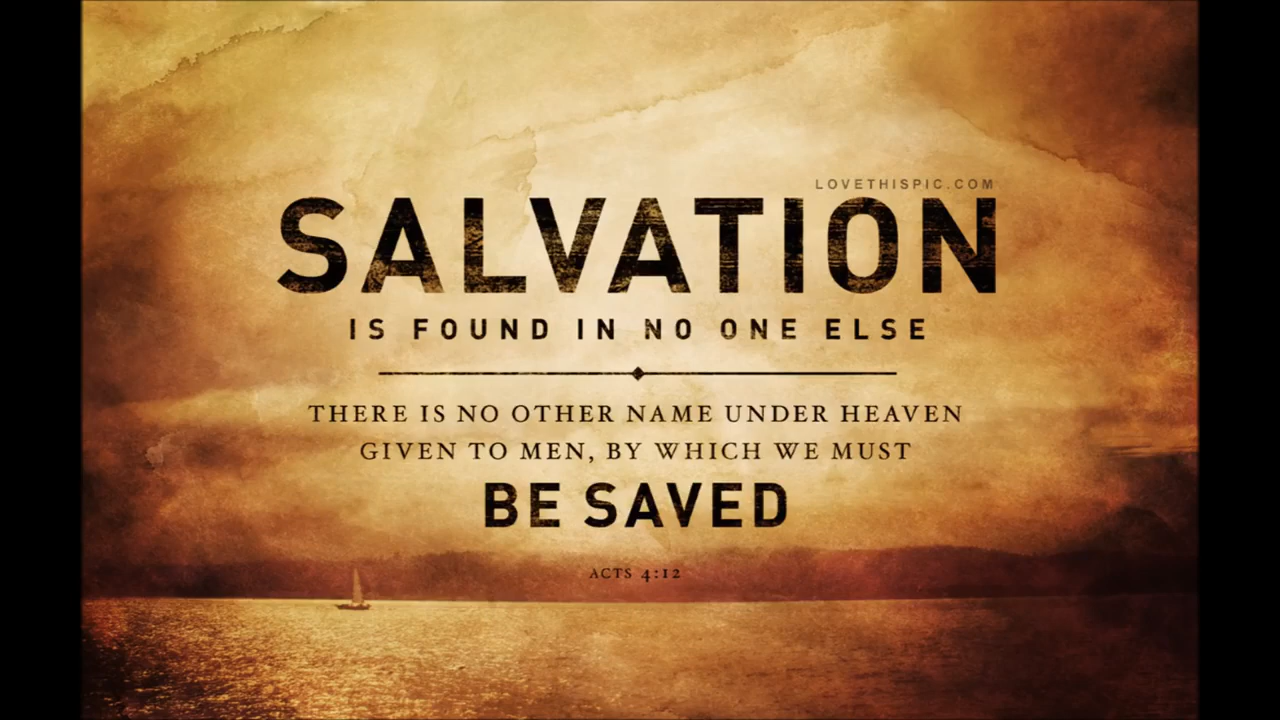 LOVETHISPIC.COM
SALVATION
IS FOUND IN NO ONE ELSE
THERE IS NO OTHER NAME UNDER HEAVEN
GIVEN TO MEN, BY WHICH WE MUST
BE SAVED
ACTS 4:12